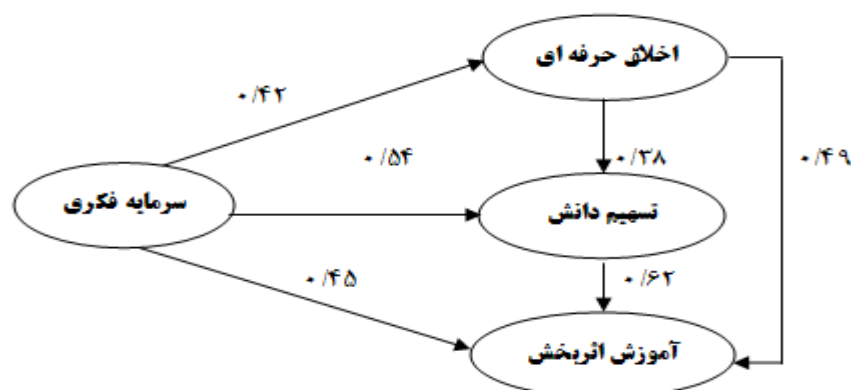 اخلاق حرفه ای
۰/۴۲
۰/۴۹
۰/۵۴
۰/۳۸
سرمایه فکری
تسهیم دانش
۰/۴۵
۰/۶۲
آموزش اثربخش